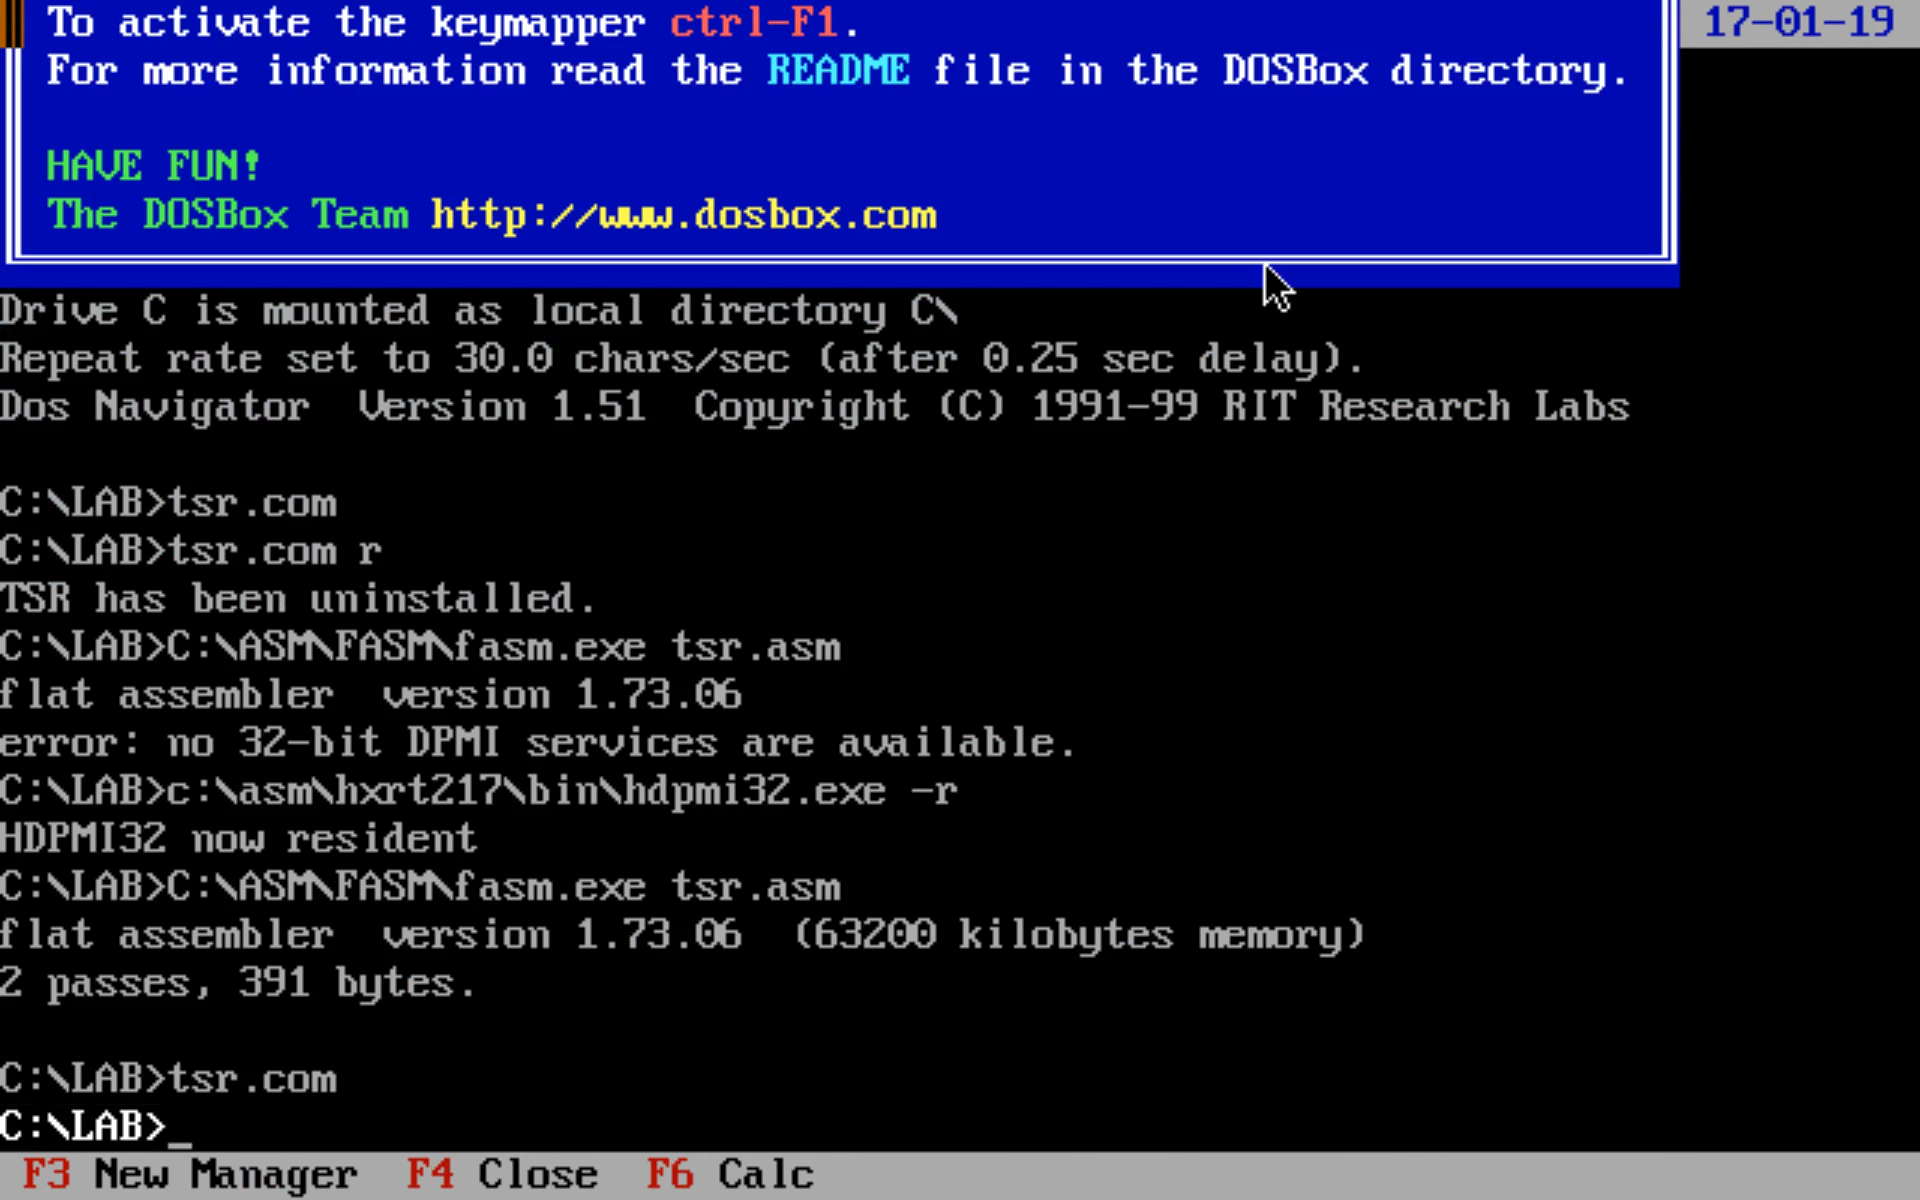 To activate the keymapper ctrl-F1.
17-01-19
For more information read the README file in the DOSBox directory.
HAVE FUN!
The DOSBox Team http://www.dosbox.com
Drive C is mounted as local directory C\
Repeat rate set to 30.0 chars/sec (after 0.25 sec delay).
Dos Navigator  Version 1.51  Copyright (C) 1991-99 RIT Research Labs
C:\LAB>tsr.com
C:\LAB>tsr.com r
TSR has been uninstalled.
C:\LAB>C:\ASM\FASM\fasm.exe tsr.asm
flat assembler  version 1.73.06
error: no 32-bit DPMI services are available.
C:\LAB>c:\asm\hxrt217\bin\hdpmi32.exe -r
HDPMI32 now resident
C:\LAB>C:\ASM\FASM\fasm.exe tsr.asm
flat assembler  version 1.73.06  (63200 kilobytes memory)
2 passes, 391 bytes.
C:\LAB>tsr.com
C:\LAB>_
F3 New Manager  F4 Close  F6 Calc